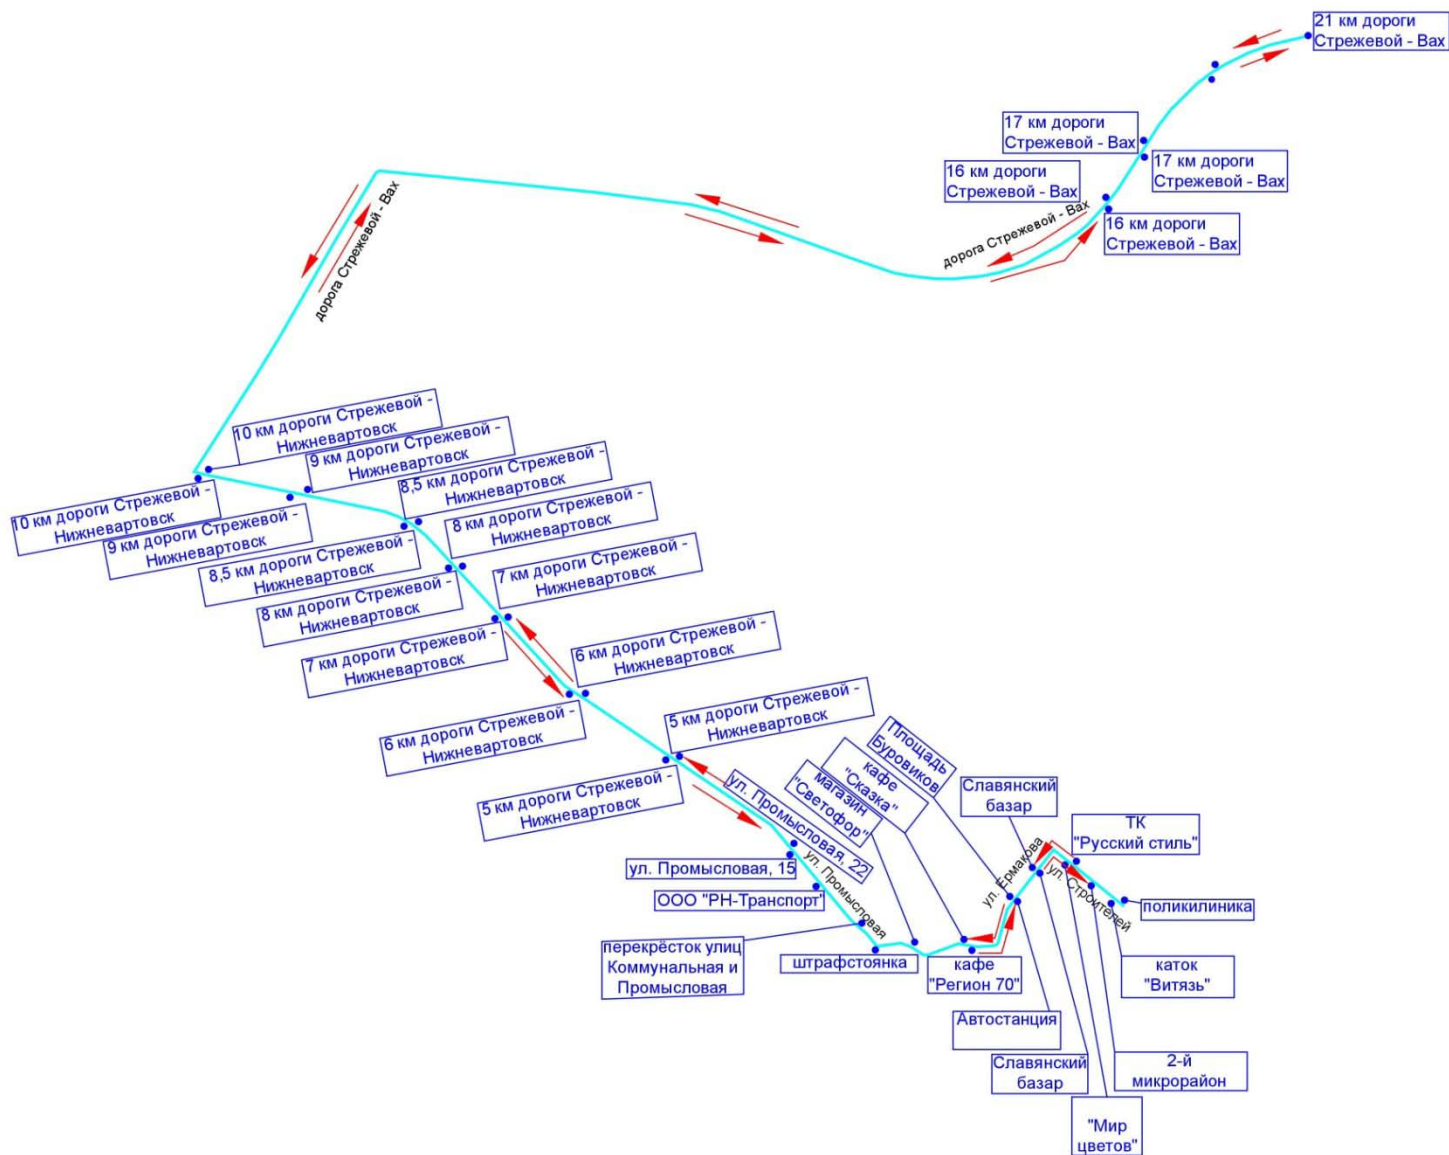 21 км дороги
Стрежевой - Вах
17 км дороги
Стрежевой - Вах
17 км дороги
Стрежевой - Вах
16 км дороги
Стрежевой - Вах
16 км дороги
Стрежевой - Вах
дорога Стрежевой - Вах
дорога Стрежевой - Вах
10 км дороги Стрежевой -
Нижневартовск
9 км дороги Стрежевой -
Нижневартовск
8,5 км дороги Стрежевой -
Нижневартовск
8 км дороги Стрежевой -
Нижневартовск
7 км дороги Стрежевой -
Нижневартовск
6 км дороги Стрежевой -
Нижневартовск
5 км дороги Стрежевой -
Нижневартовск
10 км дороги Стрежевой -
Нижневартовск
9 км дороги Стрежевой -
Нижневартовск
8,5 км дороги Стрежевой -
Нижневартовск
8 км дороги Стрежевой -
Нижневартовск
7 км дороги Стрежевой -
Нижневартовск
6 км дороги Стрежевой -
Нижневартовск
5 км дороги Стрежевой -
Нижневартовск
ул. Промысловая, 22
магазин
"Светофор"
кафе
"Сказка"
Площадь
Буровиков
Славянский
базар
ТК
"Русский стиль"
ул. Промысловая, 15
ул. Промысловая
ООО "РН-Транспорт"
ул. Ермакова
ул. Строителей
поликилиника
перекрёсток улиц
Коммунальная и
Промысловая
штрафстоянка
кафе
"Регион 70"
каток
"Витязь"
Автостанция
Славянский
базар
2-й
микрорайон
"Мир
цветов"